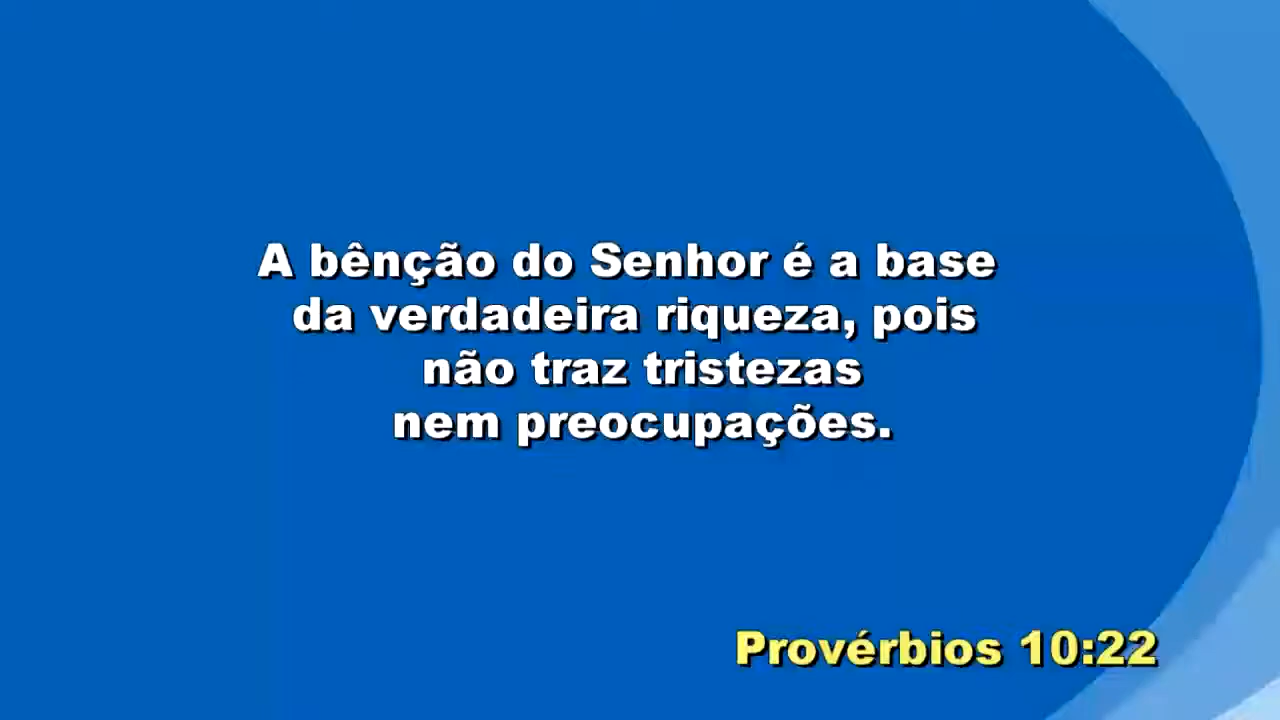 A bênção do Senhor é a base
da verdadeira riqueza, pois
não traz tristezas
nem preocupações.
Provérbios 10:22